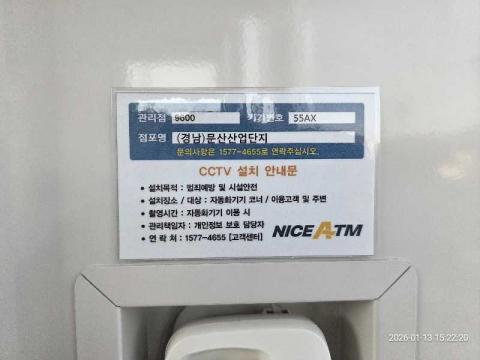 관리점 9600 기기번호 55AX
점포명 (경남)문산산업단지
문의사항은 1577-4655로 연락주십시오.
CCTV 설치 안내문
• 설치목적 : 범죄예방 및 시설안전
• 설치장소 / 대상 : 자동화기기 코너 / 이용고객 및 주변
• 촬영시간 : 자동화기기 이용 시
• 관리책임자 : 개인정보 보호 담당자
• 연 락 처 : 1577-4655 [고객센터]
NICE ATM
2026-01-13 15:22:20